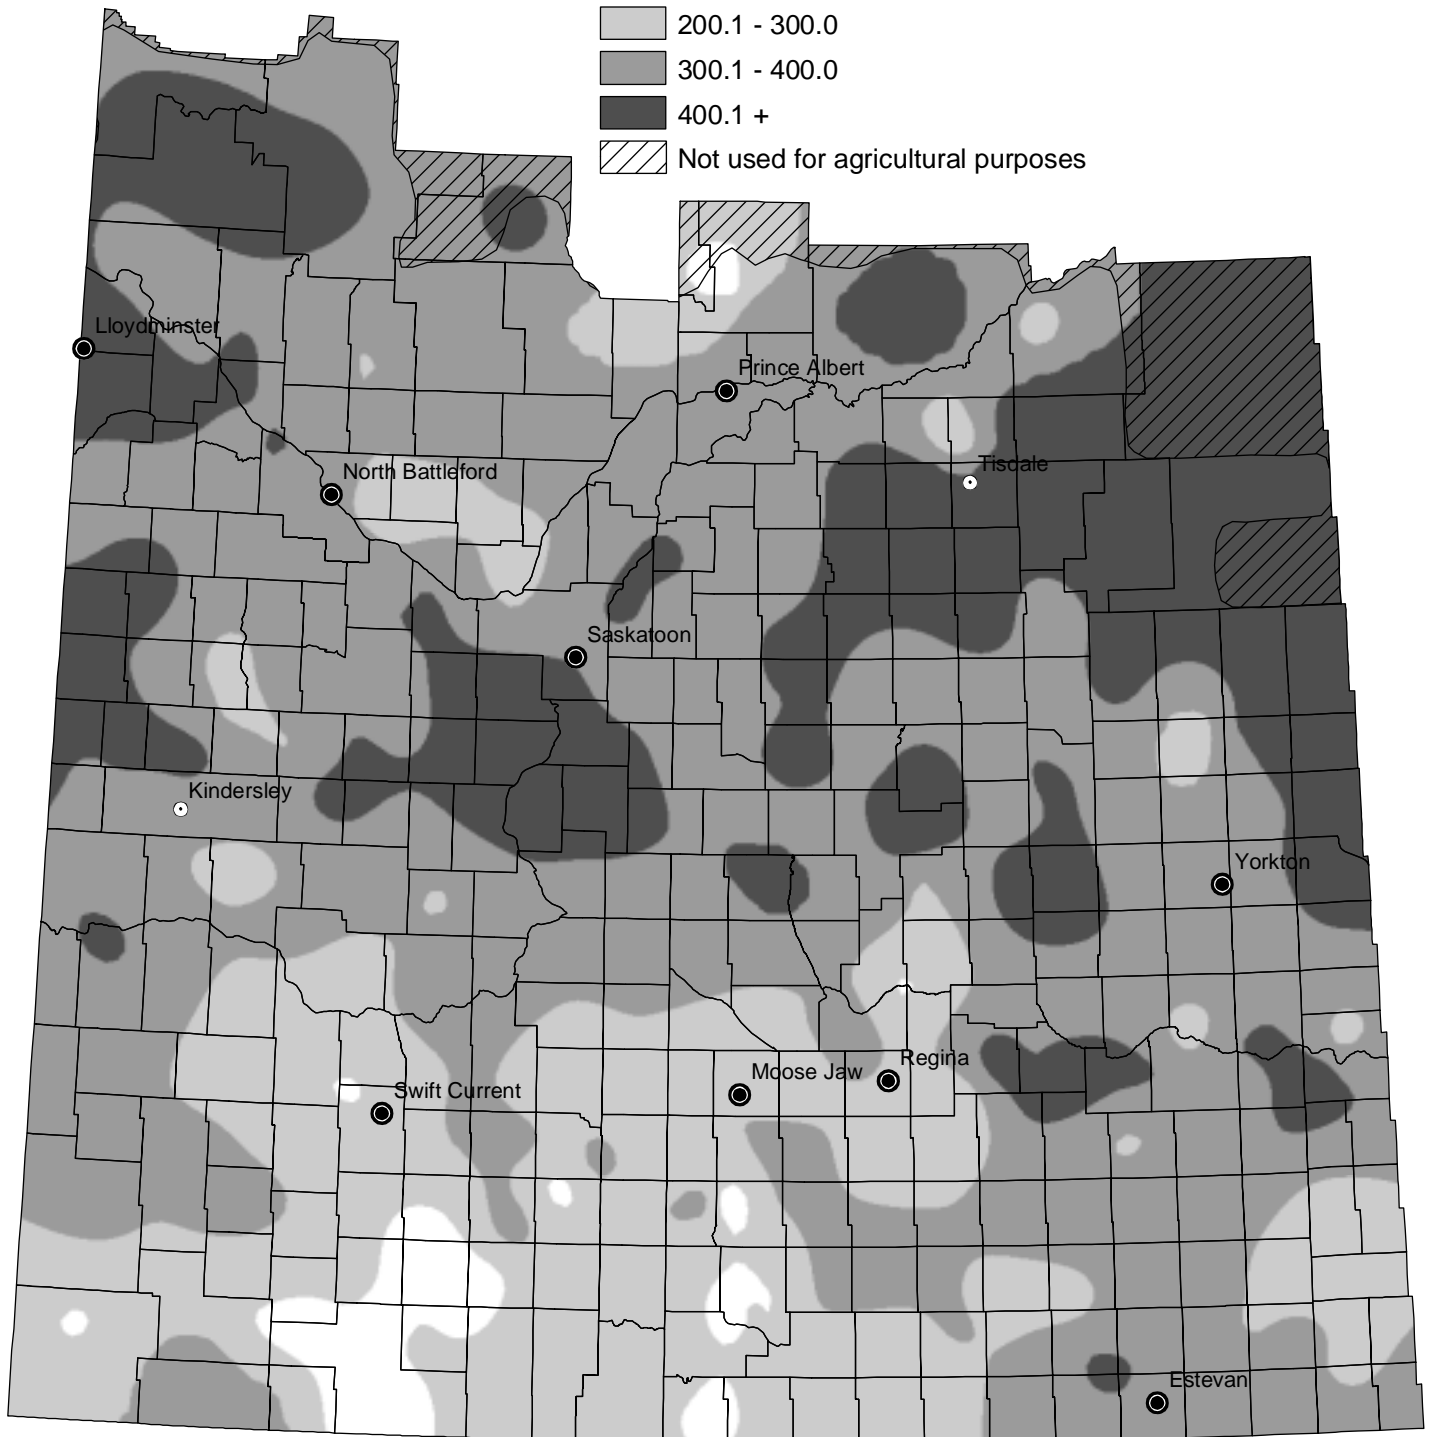 200.1 - 300.0
300.1 - 400.0
400.1 +
Not used for agricultural purposes
Lloydminster
Prince Albert
Tisdale
North Battleford
Saskatoon
Kindersley
Yorkton
Regina
Moose Jaw
Swift Current
Estevan